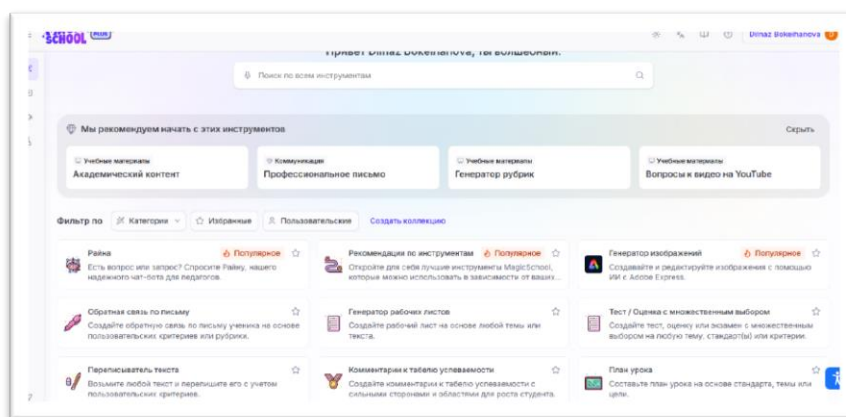 SCHOOL PLUS
Dimaz Bokeihanova
Привет Dimaz Bokeihanova, ты волшебный!
Поиск по всем инструментам
Мы рекомендуем начать с этих инструментов
Скрыть
Учебные материалы
Академический контент
Коммуникация
Профессиональное письмо
Учебные материалы
Генератор рубрик
Учебные материалы
Вопросы к видео на YouTube
Фильтр по
Категории
Избранные
Пользовательские
Создать коллекцию
Райна
Популярное
Есть вопрос или запрос? Спросите Райну, нашего
надежного чат-бота для педагогов.
Рекомендации по инструментам
Популярное
Откройте для себя лучшие инструменты MagicSchool,
которые можно использовать в зависимости от ваших...
Генератор изображений
Популярное
Создавайте и редактируйте изображения с помощью
ИИ с Adobe Express.
Обратная связь по письму
Создайте обратную связь по письму ученика на основе
пользовательских критериев или рубрики.
Генератор рабочих листов
Создайте рабочий лист на основе любой темы или
текста.
Тест / Оценка с множественным выбором
Создайте тест, оценку или экзамен с множественным
выбором на любую тему, стандарт(ы) или критерии.
Переписыватель текста
Возьмите любой текст и перепишите его с учетом
пользовательских критериев.
Комментарии к табелю успеваемости
Создайте комментарии к табелю успеваемости с
сильными сторонами и областями для роста студента.
План урока
Составьте план урока на основе стандарта, темы или
цели.